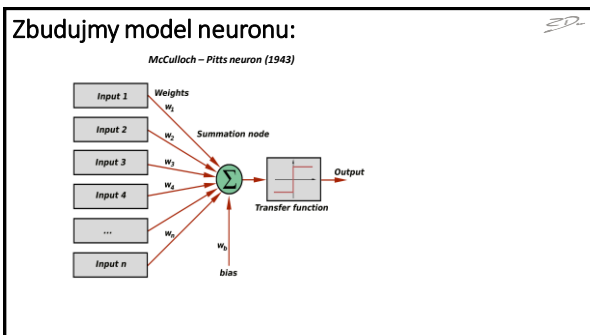 Zbudujmy model neuronu:
McCulloch – Pitts neuron (1943)
Input 1
Weights
w1
Input 2
w2
Summation node
Input 3
w3
Input 4
w4
Σ
Output
Transfer function
...
wn
Input n
wb
bias